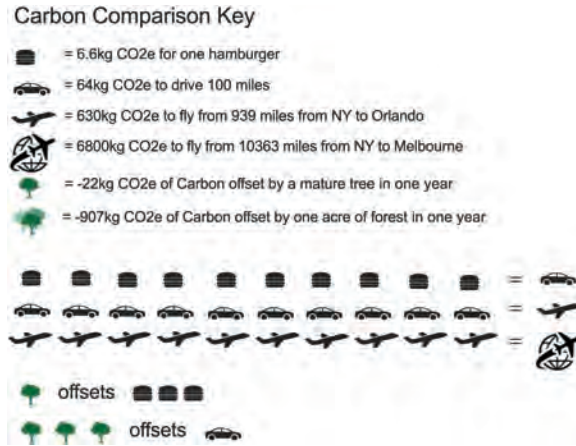 Carbon Comparison Key
= 6.6kg CO2e for one hamburger
= 64kg CO2e to drive 100 miles
= 630kg CO2e to fly from 939 miles from NY to Orlando
= 6800kg CO2e to fly from 10363 miles from NY to Melbourne
= -22kg CO2e of Carbon offset by a mature tree in one year
= -907kg CO2e of Carbon offset by one acre of forest in one year
=
=
=
offsets
offsets